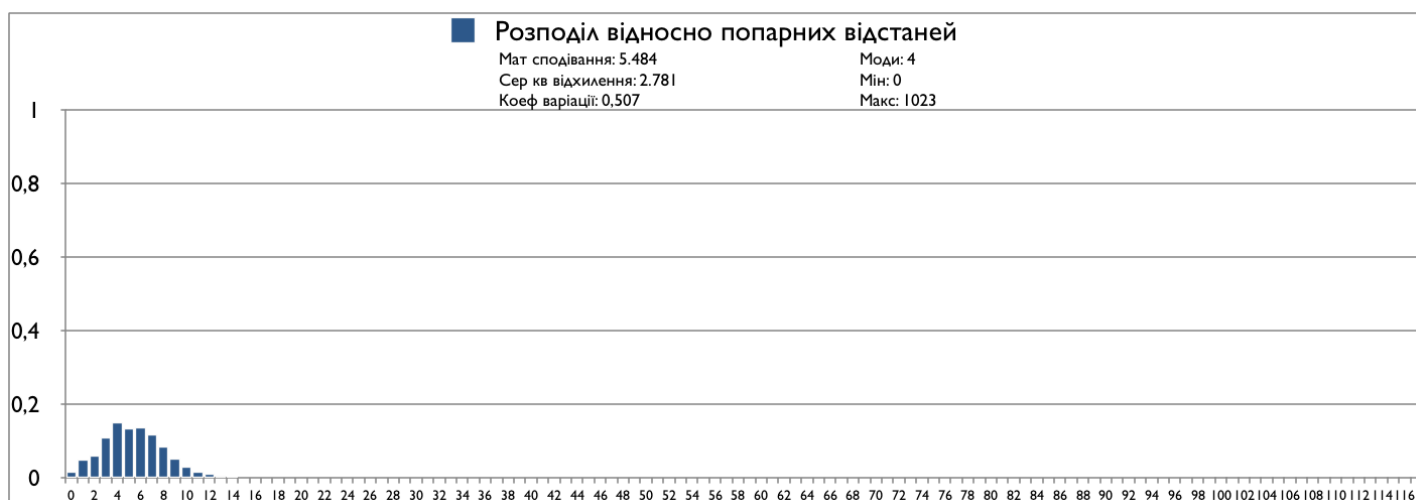 Розподіл відносно попарних відстаней
Мат сподівання: 5.484
Моди: 4
Сер кв відхилення: 2.781
Мін: 0
Коеф варіації: 0,507
Макс: 1023
1
0,8
0,6
0,4
0,2
0
0 2 4 6 8 10 12 14 16 18 20 22 24 26 28 30 32 34 36 38 40 42 44 46 48 50 52 54 56 58 60 62 64 66 68 70 72 74 76 78 80 82 84 86 88 90 92 94 96 98 100 102 104 106 108 110 112 114 116